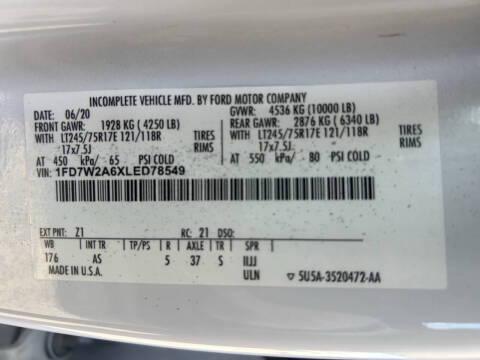 INCOMPLETE VEHICLE MFD. BY FORD MOTOR COMPANY
DATE: 06/20 GVWR: 4536 KG (10000 LB)
FRONT GAWR: 1928 KG (4250 LB) REAR GAWR: 2876 KG (6340 LB)
WITH LT245/75R17E 121/118R TIRES WITH LT245/75R17E 121/118R TIRES
17x7.5J RIMS 17x7.5J RIMS
AT 450 kPa/ 65 PSI COLD AT 550 kPa/ 80 PSI COLD
VIN: 1FD7W2A6XLED78549
EXT PNT: Z1 RC: 21 DSO:
WB INT TR TP/PS R AXLE TR SPR
176 AS 5 37 S IIJJ
MADE IN U.S.A. ULN 5U5A-3520472-AA